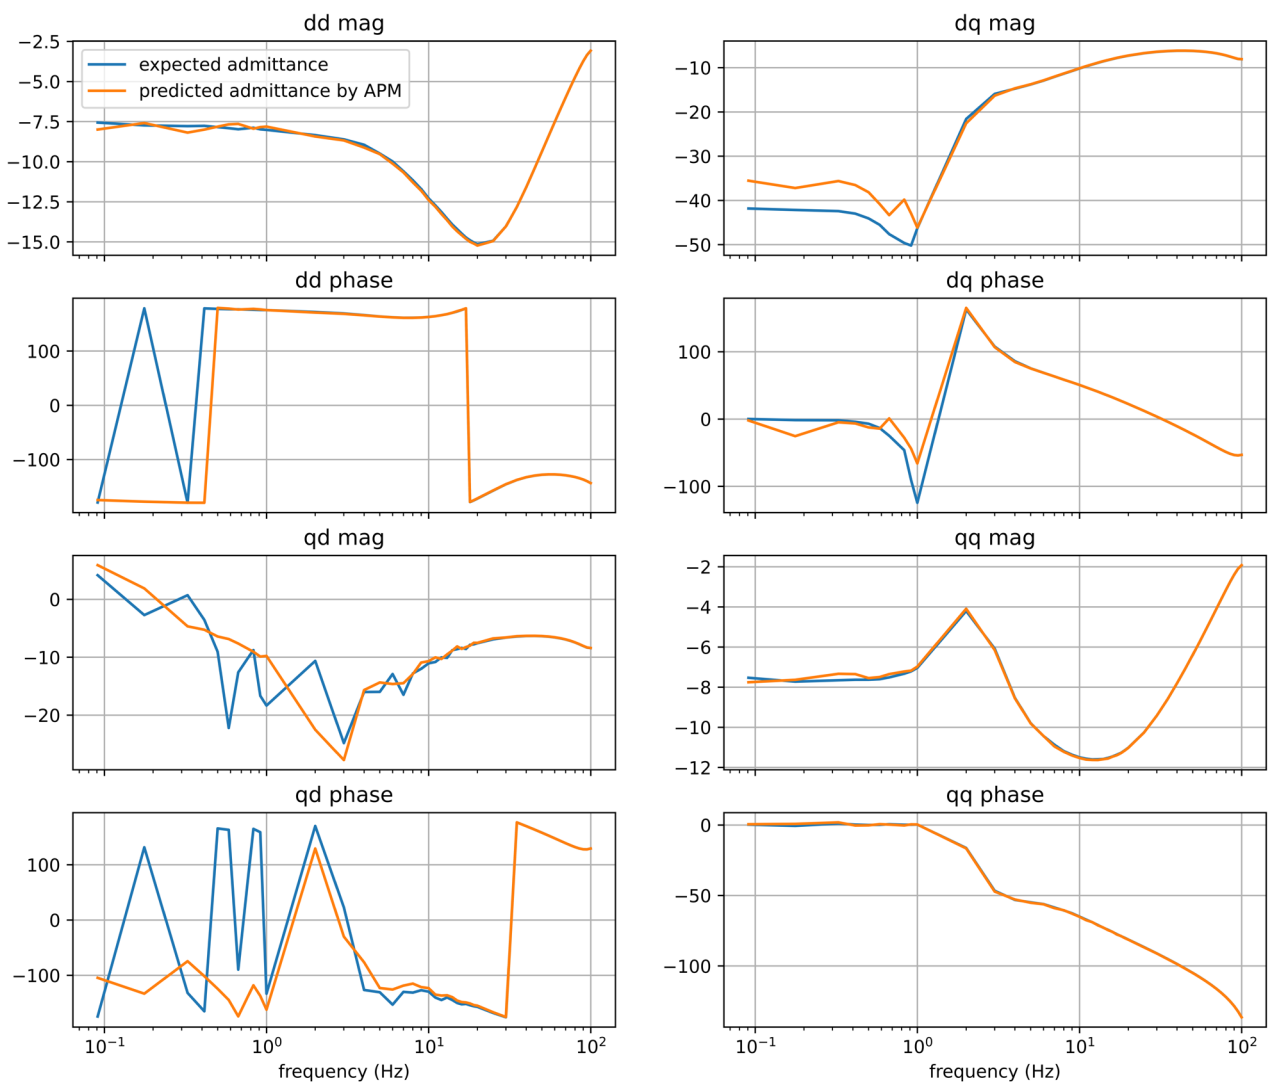 dd mag
−2.5
−5.0
−7.5
−10.0
−12.5
−15.0
expected admittance
predicted admittance by APM
dq mag
−10
−20
−30
−40
−50
dd phase
100
0
−100
dq phase
100
0
−100
qd mag
0
−10
−20
qq mag
−2
−4
−6
−8
−10
−12
qd phase
100
0
−100
10⁻¹ 10⁰ 10¹ 10²
frequency (Hz)
qq phase
0
−50
−100
10⁻¹ 10⁰ 10¹ 10²
frequency (Hz)